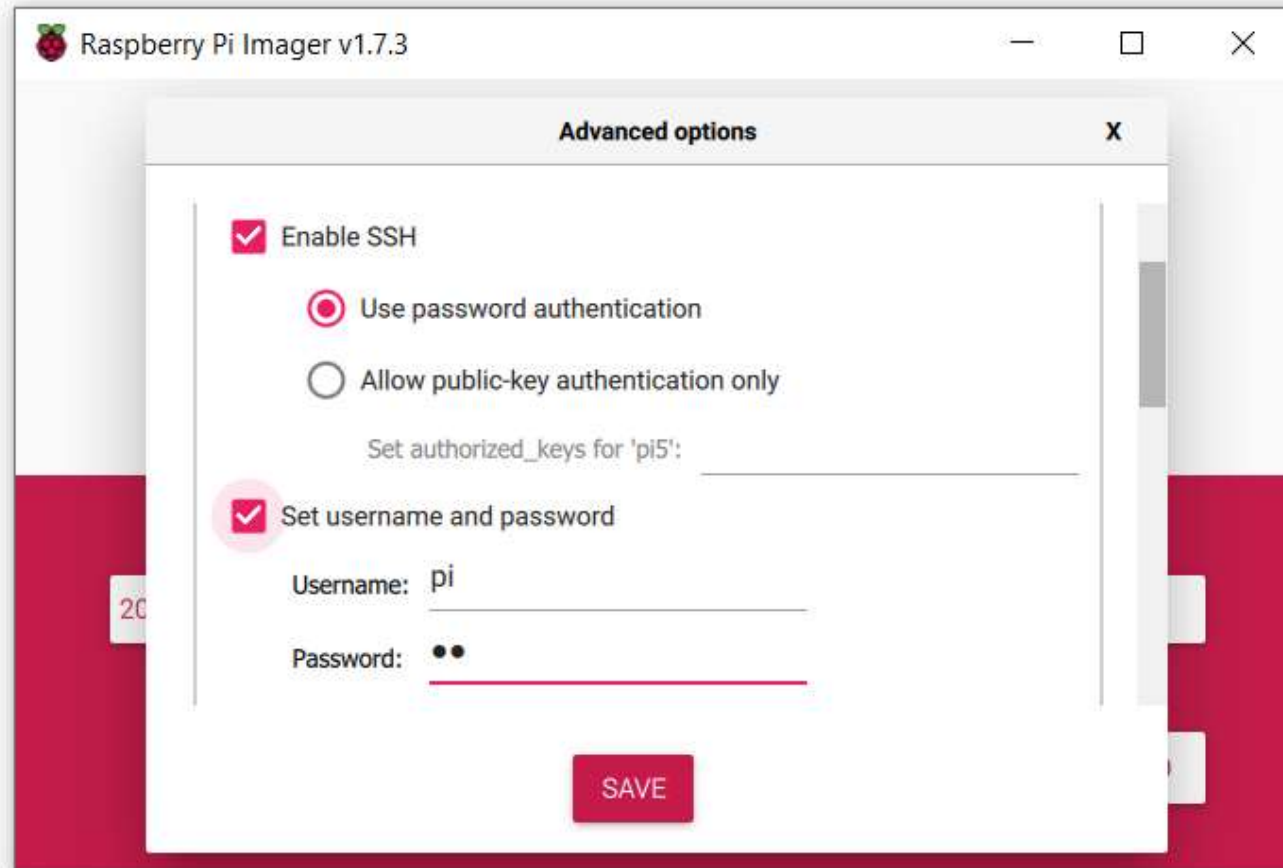 Raspberry Pi Imager v1.7.3
Advanced options X
Enable SSH
Use password authentication
Allow public-key authentication only
Set authorized_keys for 'pi5':
Set username and password
Username: pi
20
Password: ••
SAVE